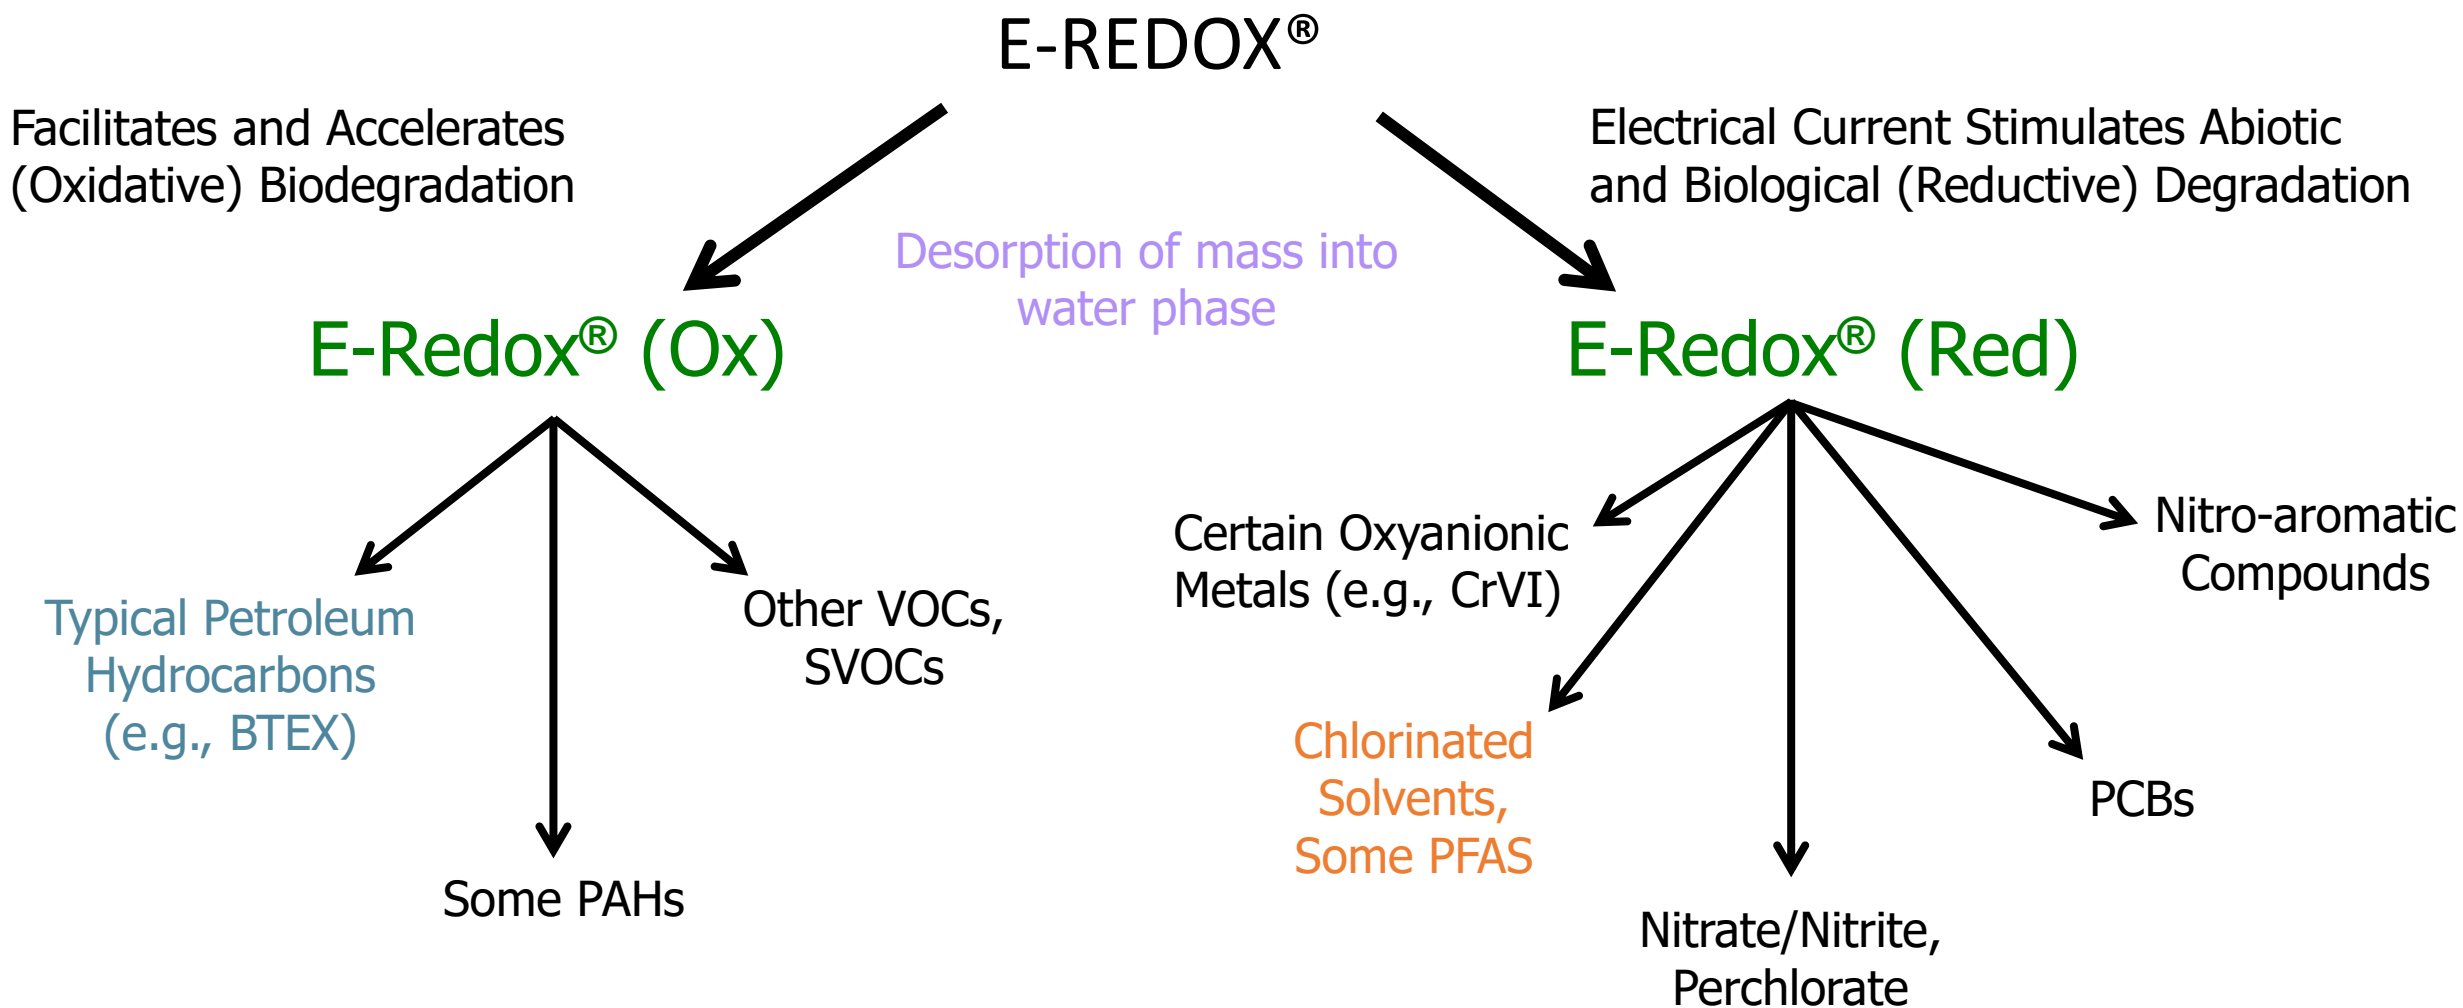 E-REDOX®
Facilitates and Accelerates
(Oxidative) Biodegradation
Electrical Current Stimulates Abiotic
and Biological (Reductive) Degradation
Desorption of mass into
water phase
E-Redox® (Ox)
E-Redox® (Red)
Typical Petroleum
Hydrocarbons
(e.g., BTEX)
Some PAHs
Other VOCs,
SVOCs
Certain Oxyanionic
Metals (e.g., CrVI)
Chlorinated
Solvents,
Some PFAS
Nitrate/Nitrite,
Perchlorate
PCBs
Nitro-aromatic
Compounds